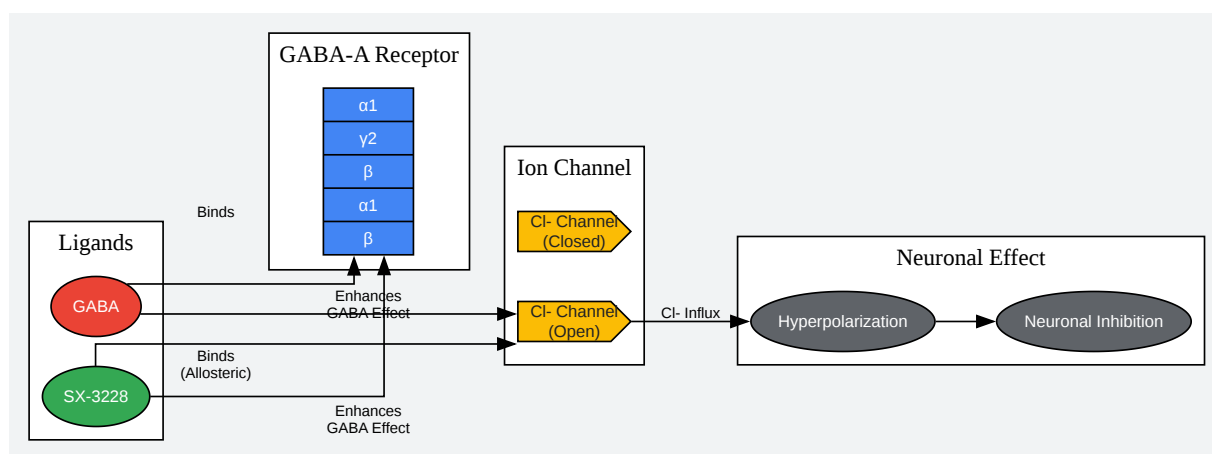 GABA-A Receptor
α1
γ2
β
α1
β
Binds
Ligands
GABA
SX-3228
Enhances
GABA Effect
Binds
(Allosteric)
Enhances
GABA Effect
Ion Channel
Cl- Channel
(Closed)
Cl- Channel
(Open)
Cl- Influx
Neuronal Effect
Hyperpolarization
Neuronal Inhibition